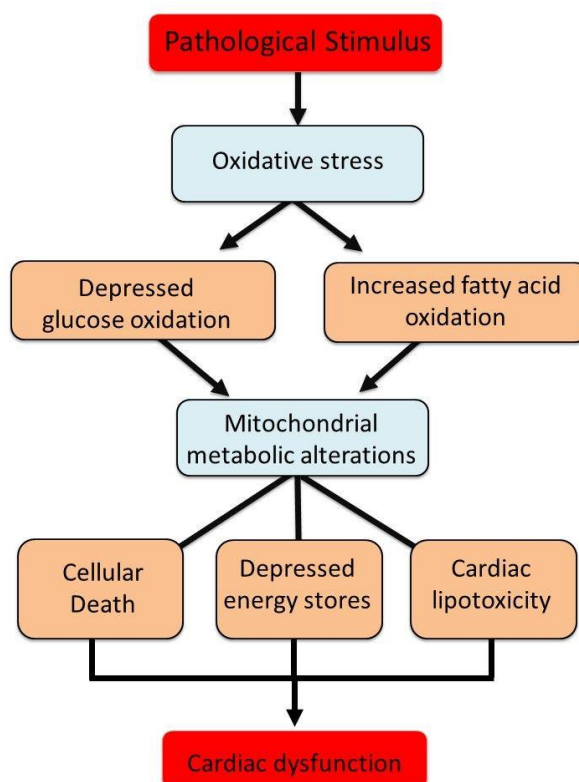 Pathological Stimulus
Oxidative stress
Depressed
glucose oxidation
Increased fatty acid
oxidation
Mitochondrial
metabolic alterations
Cellular
Death
Depressed
energy stores
Cardiac
lipotoxicity
Cardiac dysfunction